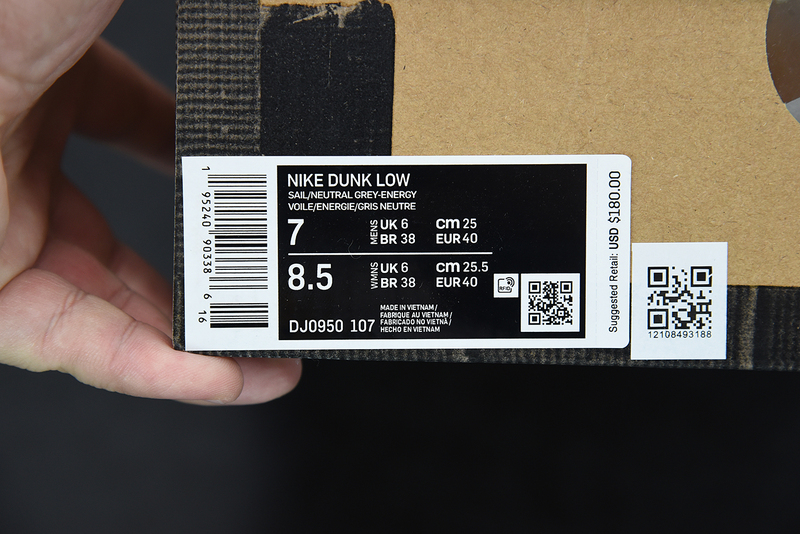 1 95240 90338 6 16
NIKE DUNK LOW
SAIL/NEUTRAL GREY-ENERGY
VOILE/ENERGIE/GRIS NEUTRE
7 MENS UK 6 cm 25
BR 38 EUR 40
8.5 WMNS UK 6 cm 25.5
BR 38 EUR 40
RFID
MADE IN VIETNAM /
FABRIQUE AU VIETNAM /
FABRICADO NO VIETNÃ /
HECHO EN VIETNAM
DJ0950 107
Suggested Retail: USD $180.00
12108493188